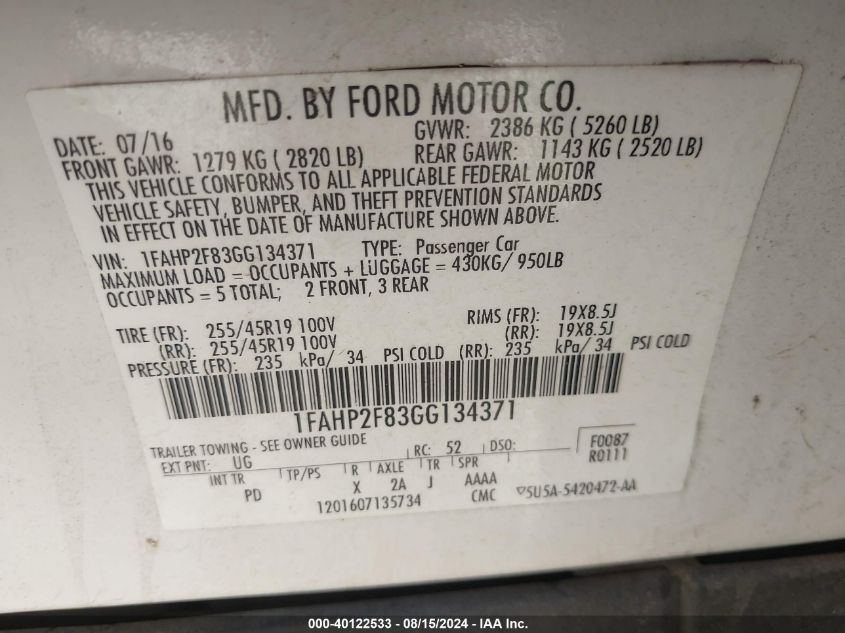 MFD. BY FORD MOTOR CO.
DATE: 07/16 GVWR: 2386 KG ( 5260 LB)
FRONT GAWR: 1279 KG ( 2820 LB) REAR GAWR: 1143 KG ( 2520 LB)
THIS VEHICLE CONFORMS TO ALL APPLICABLE FEDERAL MOTOR
VEHICLE SAFETY, BUMPER, AND THEFT PREVENTION STANDARDS
IN EFFECT ON THE DATE OF MANUFACTURE SHOWN ABOVE.
VIN: 1FAHP2F83GG134371 TYPE: Passenger Car
MAXIMUM LOAD = OCCUPANTS + LUGGAGE = 430KG/ 950LB
OCCUPANTS = 5 TOTAL; 2 FRONT, 3 REAR
TIRE (FR): 255/45R19 100V RIMS (FR): 19X8.5J
(RR): 255/45R19 100V (RR): 19X8.5J
PRESSURE (FR): 235 kPa/ 34 PSI COLD (RR): 235 kPa/ 34 PSI COLD
1FAHP2F83GG134371
TRAILER TOWING - SEE OWNER GUIDE
EXT PNT: UG RC: 52 DSO: F0087
R0111
INT TR TP/PS R AXLE TR SPR
PD X 2A J AAAA
1201607135734 CMC ▽5U5A-5420472-AA
000-40122533 - 08/15/2024 - IAA Inc.